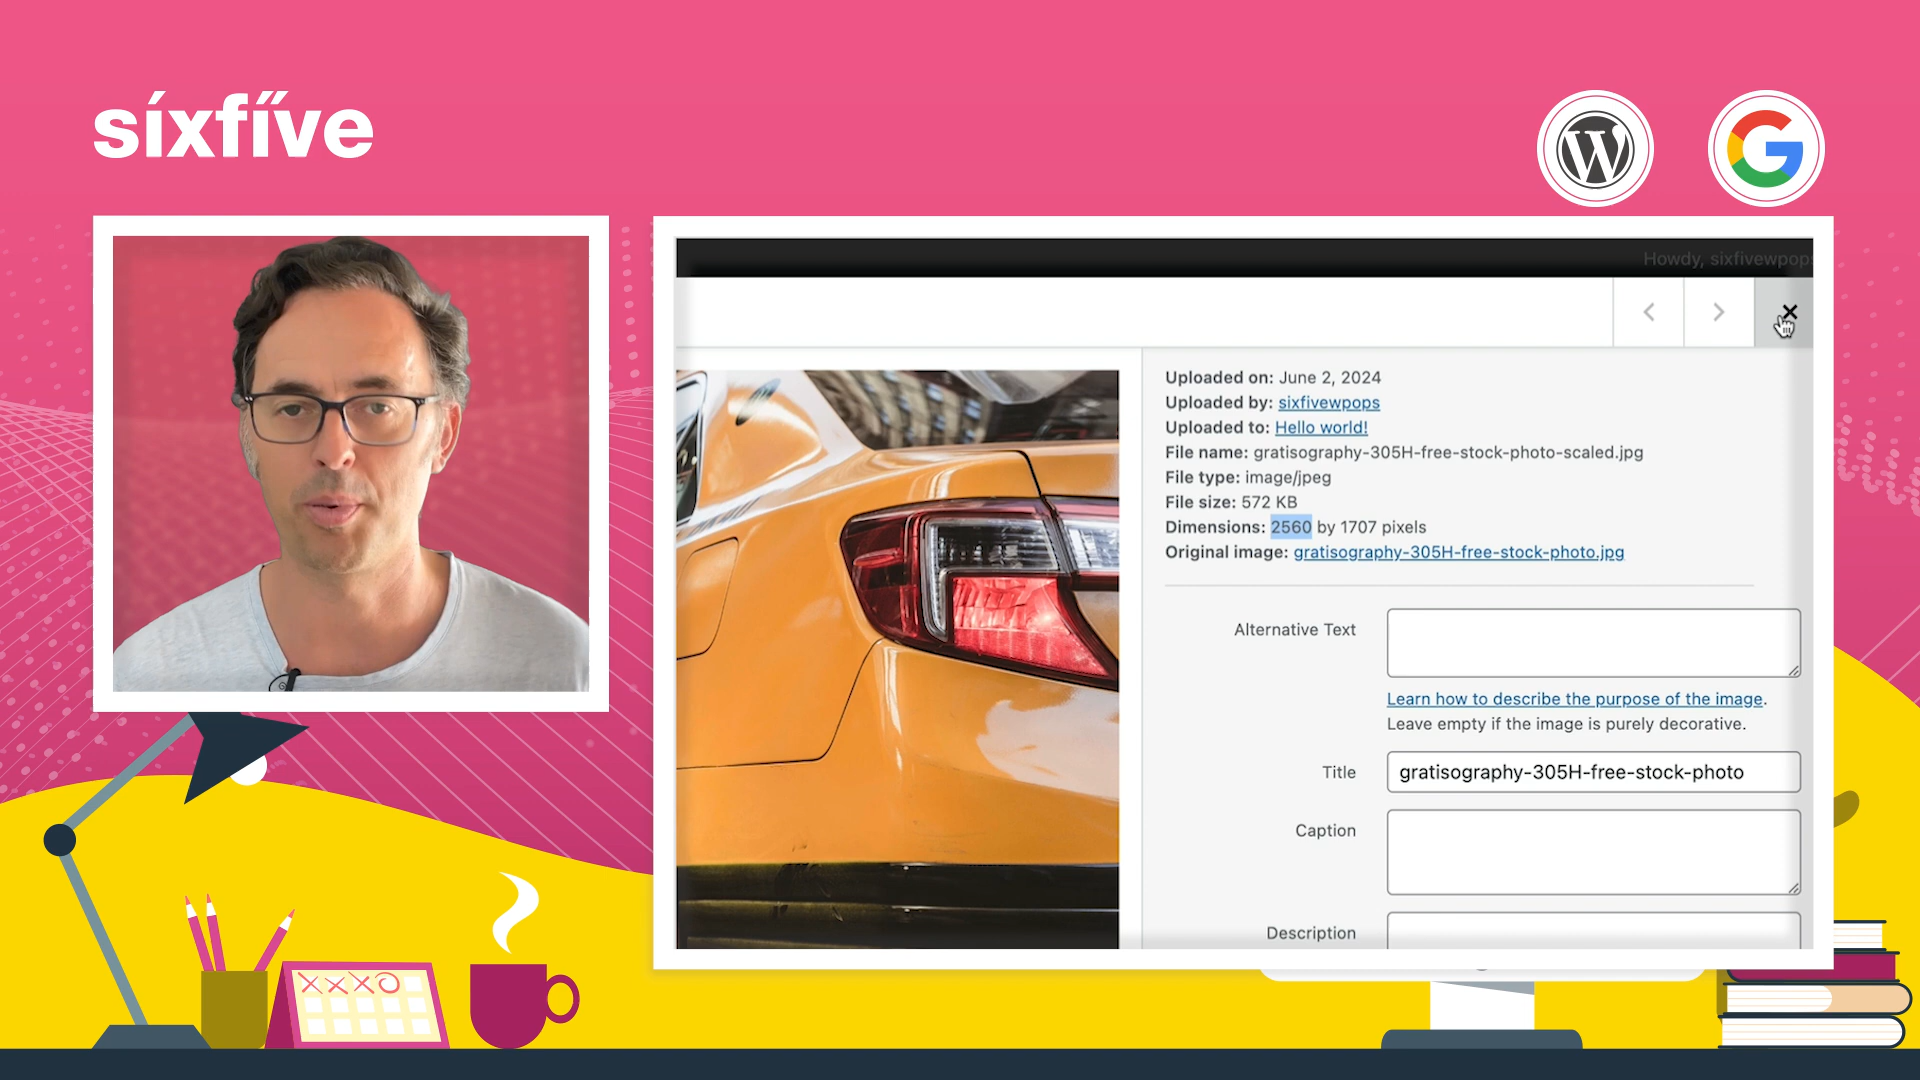 síxfiv̋e
Howdy, sixfivewpops
Uploaded on: June 2, 2024
Uploaded by: sixfivewpops
Uploaded to: Hello world!
File name: gratisography-305H-free-stock-photo-scaled.jpg
File type: image/jpeg
File size: 572 KB
Dimensions: 2560 by 1707 pixels
Original image: gratisography-305H-free-stock-photo.jpg
Alternative Text
Learn how to describe the purpose of the image.
Leave empty if the image is purely decorative.
Title
gratisography-305H-free-stock-photo
Caption
Description